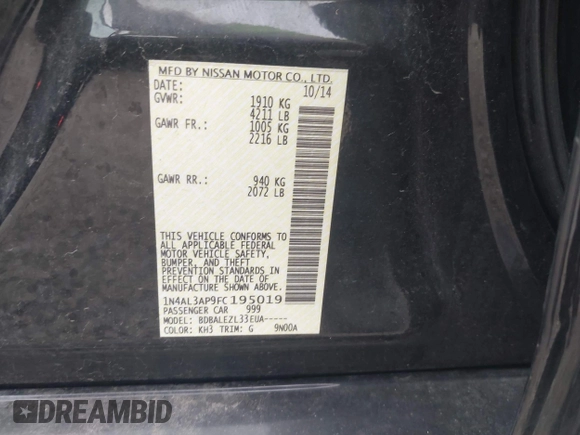 MFD BY NISSAN MOTOR CO., LTD.
DATE: 10/14
GVWR: 1910 KG
4211 LB
GAWR FR.: 1005 KG
2216 LB
GAWR RR.: 940 KG
2072 LB
THIS VEHICLE CONFORMS TO
ALL APPLICABLE FEDERAL
MOTOR VEHICLE SAFETY,
BUMPER, AND THEFT
PREVENTION STANDARDS IN
EFFECT ON THE DATE OF
MANUFACTURE SHOWN ABOVE.
1N4AL3AP9FC195019
PASSENGER CAR 999
MODEL: BDBALEZL33EUA-----
COLOR: KH3 TRIM: G 9N00A
DREAMBID